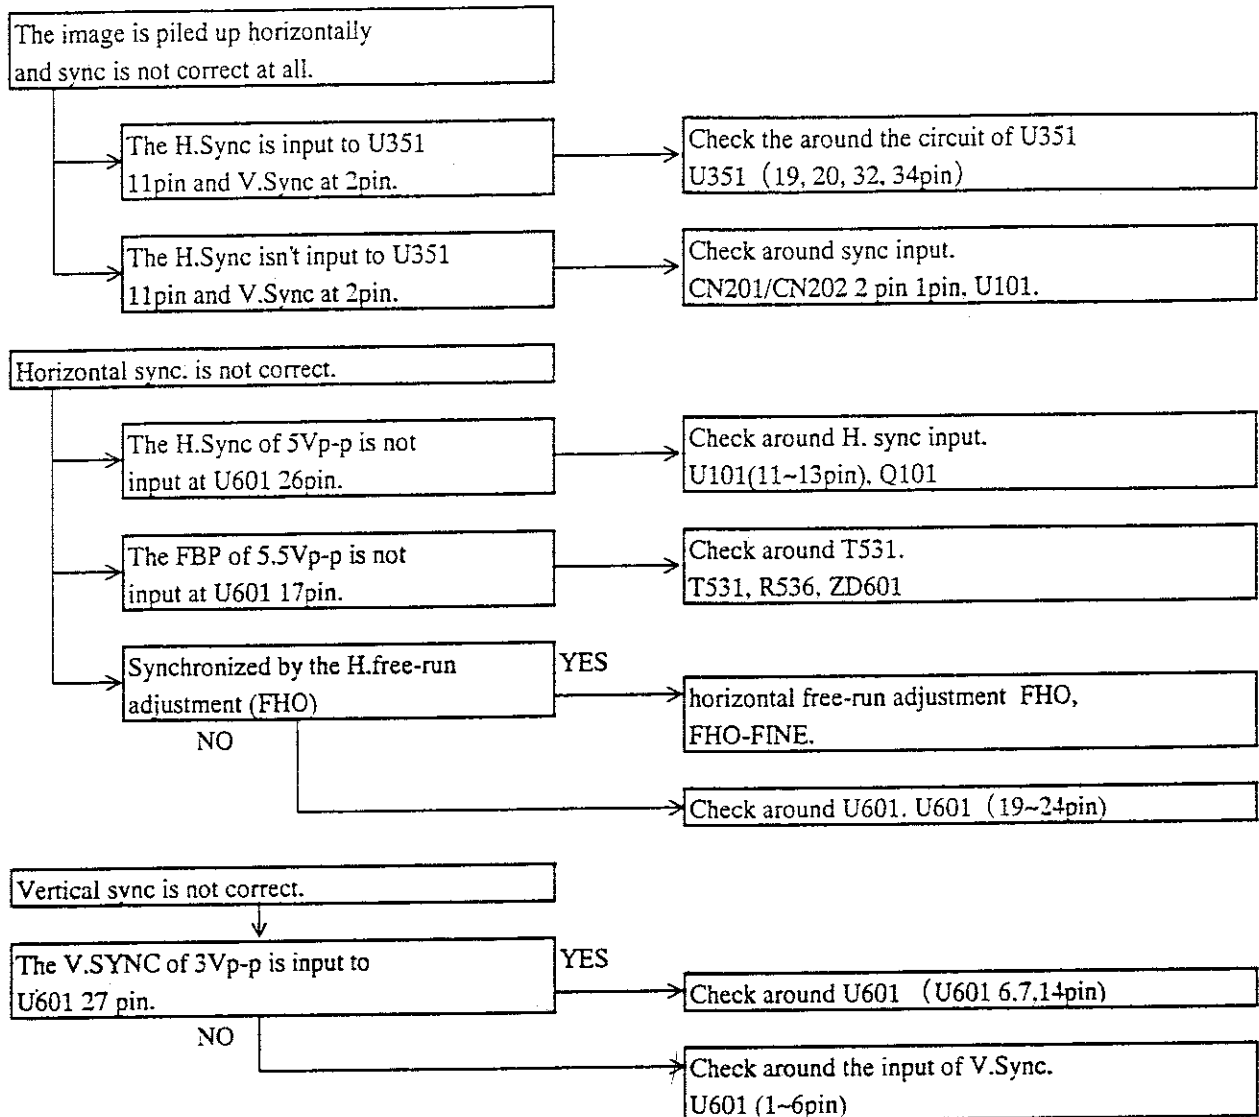 The image is piled up horizontally
and sync is not correct at all.
The H.Sync is input to U351
11pin and V.Sync at 2pin.
Check the around the circuit of U351
U351 (19, 20, 32, 34pin)
The H.Sync isn't input to U351
11pin and V.Sync at 2pin.
Check around sync input.
CN201/CN202 2 pin 1pin, U101.
Horizontal sync. is not correct.
The H.Sync of 5Vp-p is not
input at U601 26pin.
Check around H. sync input.
U101(11~13pin), Q101
The FBP of 5.5Vp-p is not
input at U601 17pin.
Check around T531.
T531, R536, ZD601
Synchronized by the H.free-run
adjustment (FHO)
YES
horizontal free-run adjustment FHO,
FHO-FINE.
NO
Check around U601. U601 (19~24pin)
Vertical sync is not correct.
The V.SYNC of 3Vp-p is input to
U601 27 pin.
YES
Check around U601 (U601 6.7,14pin)
NO
Check around the input of V.Sync.
U601 (1~6pin)